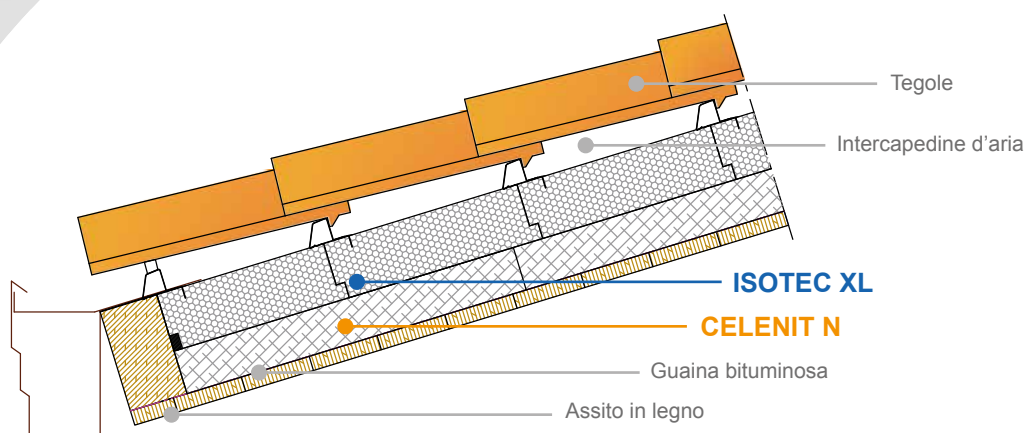 Tegole
Intercapedine d'aria
ISOTEC XL
CELENIT N
Guaina bituminosa
Assito in legno